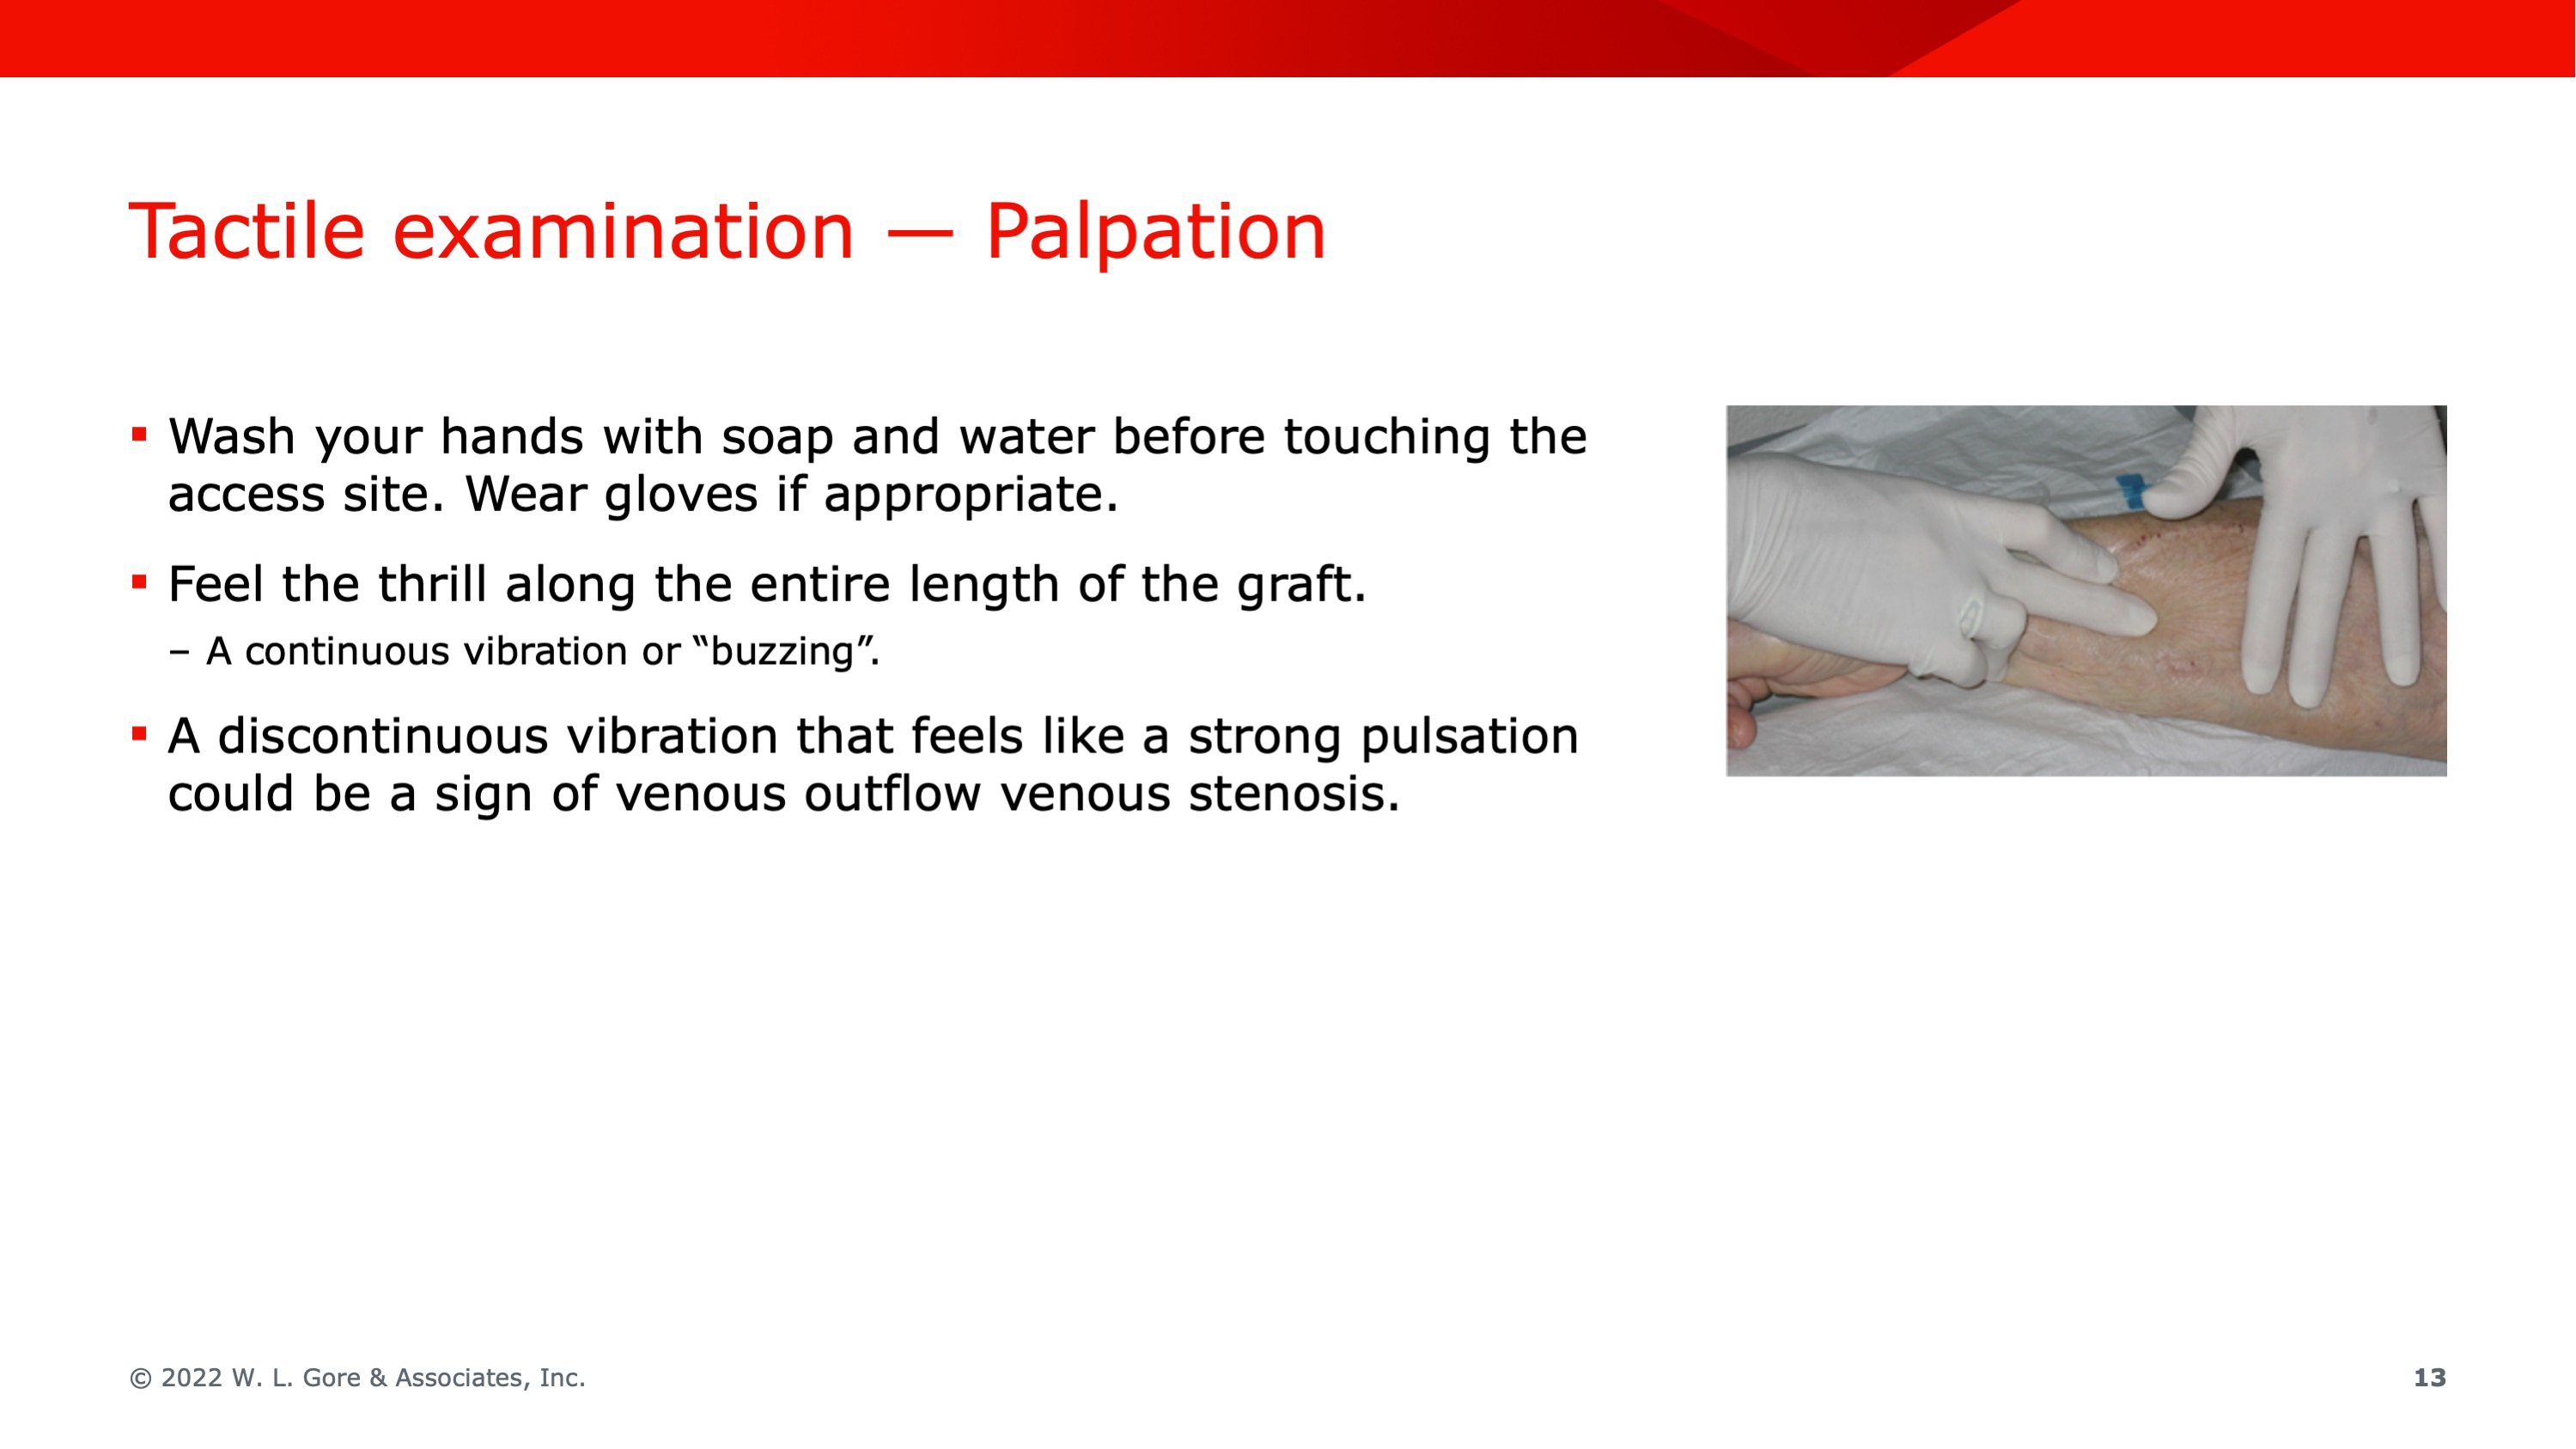 Tactile examination — Palpation
▪ Wash your hands with soap and water before touching the
access site. Wear gloves if appropriate.
▪ Feel the thrill along the entire length of the graft.
– A continuous vibration or “buzzing”.
▪ A discontinuous vibration that feels like a strong pulsation
could be a sign of venous outflow venous stenosis.
© 2022 W. L. Gore & Associates, Inc.
13